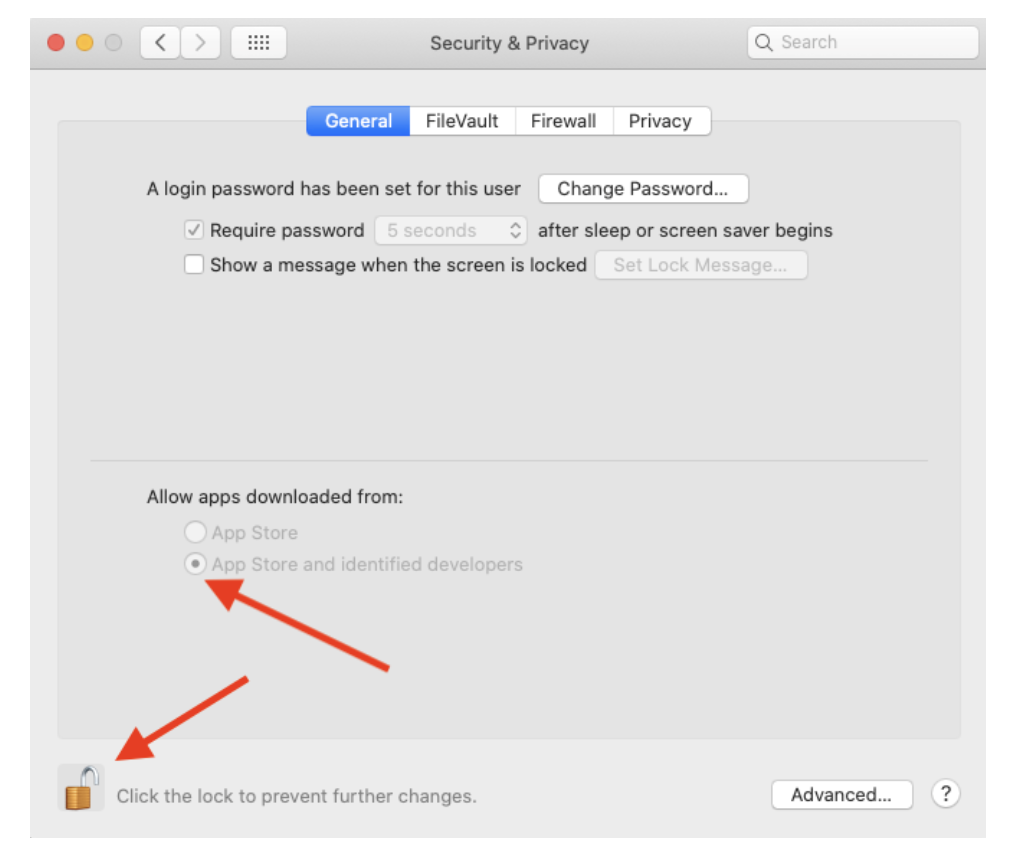 Security & Privacy
Search
General FileVault Firewall Privacy
A login password has been set for this user Change Password...
Require password 5 seconds after sleep or screen saver begins
Show a message when the screen is locked Set Lock Message...
Allow apps downloaded from:
App Store
App Store and identified developers
Click the lock to prevent further changes.
Advanced... ?